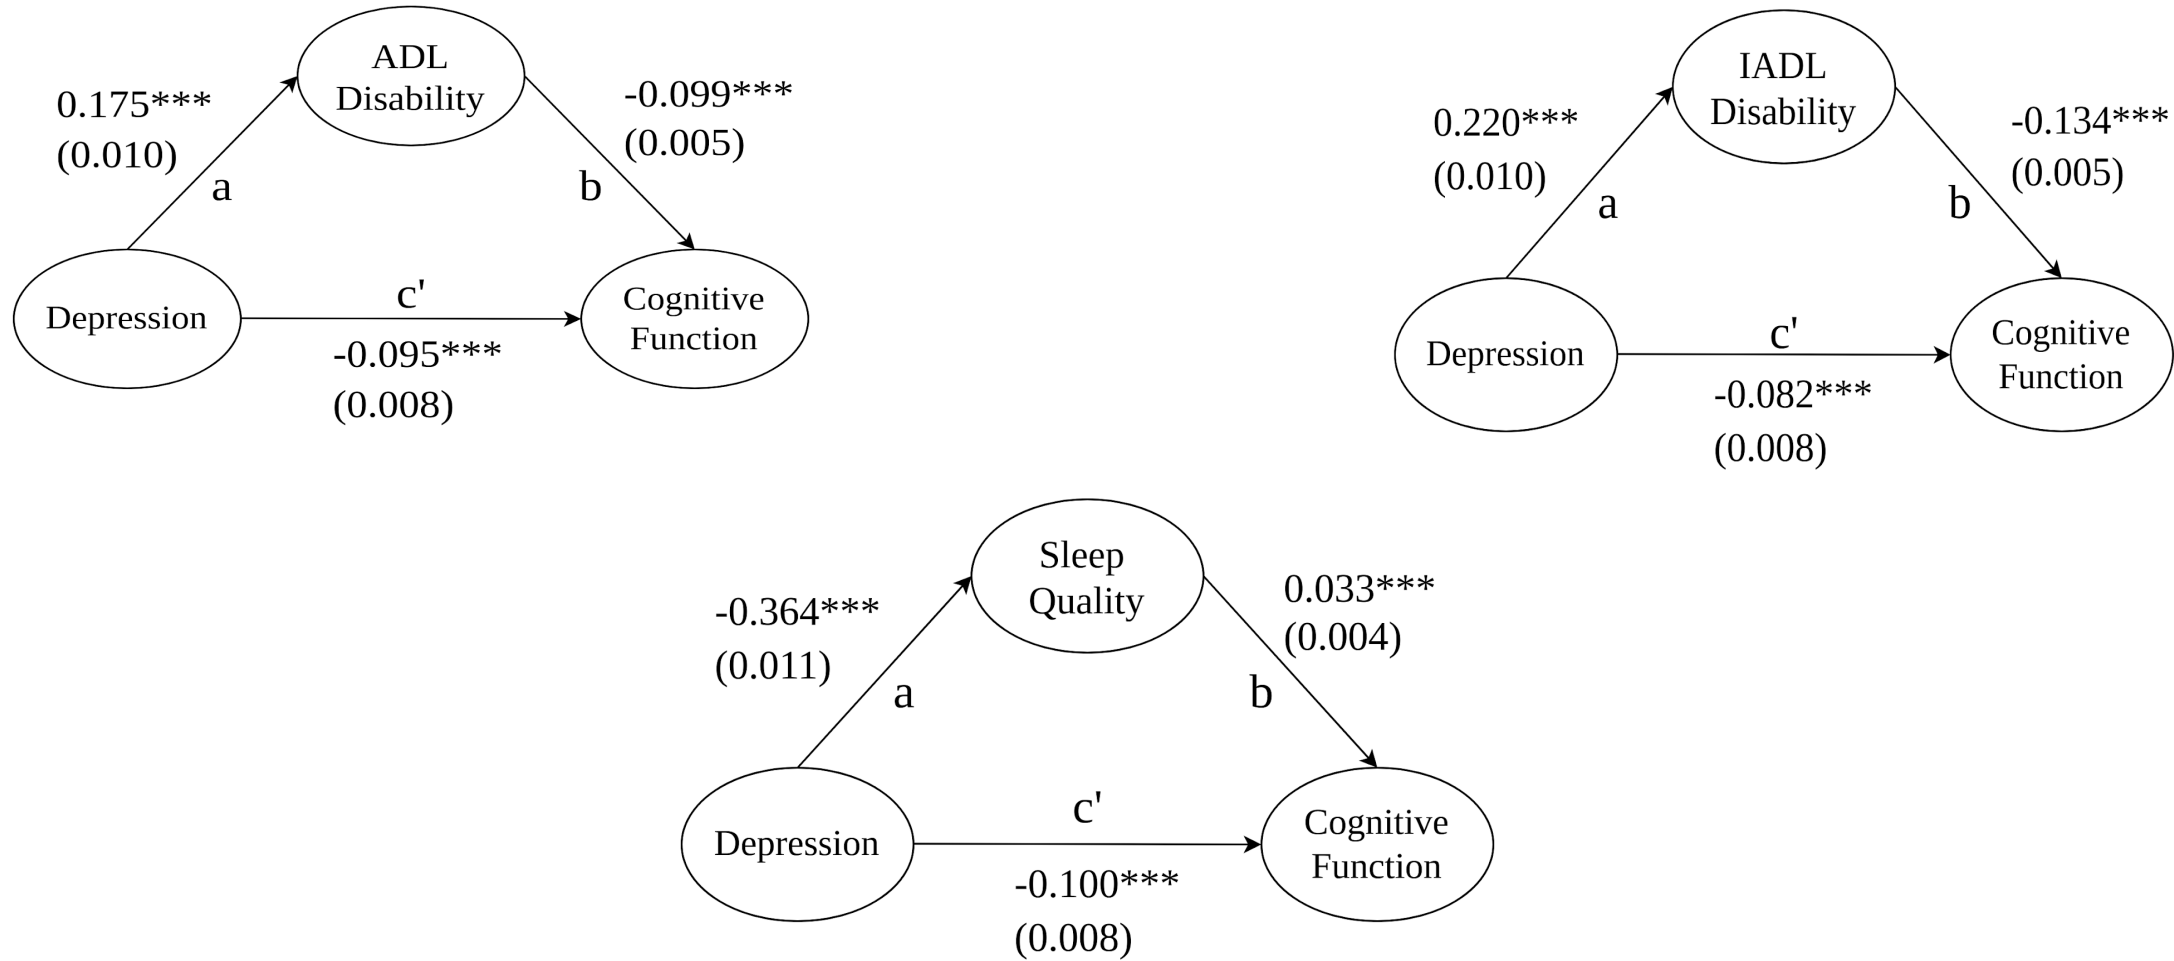 ADL
Disability
0.175***
(0.010)
a
-0.099***
(0.005)
b
Depression
c'
-0.095***
(0.008)
Cognitive
Function
IADL
Disability
0.220***
(0.010)
a
-0.134***
(0.005)
b
Depression
c'
-0.082***
(0.008)
Cognitive
Function
Sleep
Quality
-0.364***
(0.011)
a
0.033***
(0.004)
b
Depression
c'
-0.100***
(0.008)
Cognitive
Function